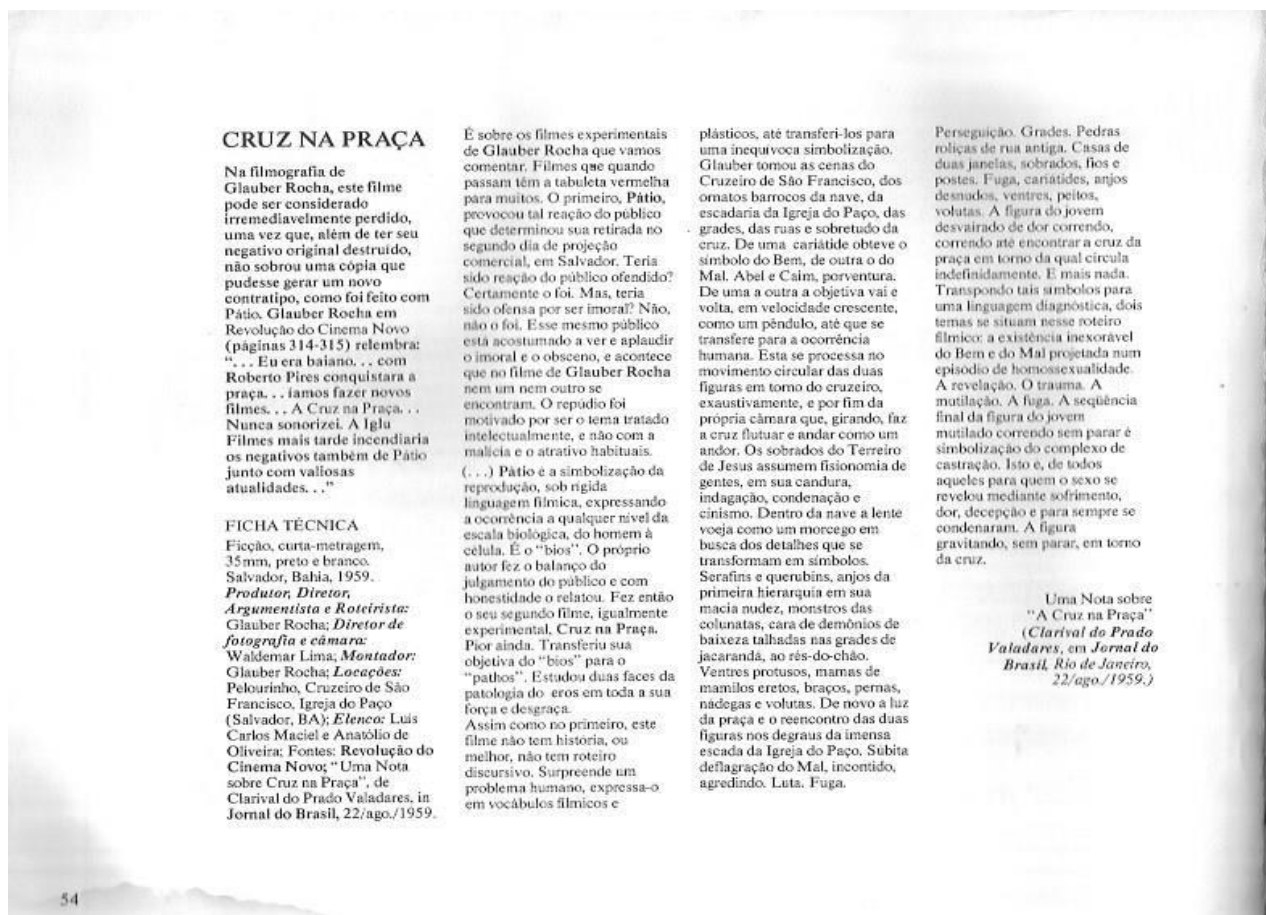 CRUZ NA PRAÇA
Na filmografia de
Glauber Rocha, este filme
pode ser considerado
irremediavelmente perdido,
uma vez que, além de ter seu
negativo original destruído,
não sobrou uma cópia que
pudesse gerar um novo
contratipo, como foi feito com
Pátio. Glauber Rocha em
Revolução do Cinema Novo
(páginas 314-315) relembra:
“. . . Eu era baiano. . . com
Roberto Pires conquistara a
praça. . . íamos fazer novos
filmes. . . A Cruz na Praça. . .
Nunca sonorizei. A Iglu
Filmes mais tarde incendiaria
os negativos também de Pátio
junto com valiosas
atualidades. . .”
FICHA TÉCNICA
Ficção, curta-metragem,
35mm, preto e branco.
Salvador, Bahia, 1959.
Produtor, Diretor,
Argumentista e Roteirista:
Glauber Rocha; Diretor de
fotografia e câmara:
Waldemar Lima; Montador:
Glauber Rocha; Locações:
Pelourinho, Cruzeiro de São
Francisco, Igreja do Paço
(Salvador, BA); Elenco: Luis
Carlos Maciel e Anatólio de
Oliveira; Fontes: Revolução do
Cinema Novo; “Uma Nota
sobre Cruz na Praça”, de
Clarival do Prado Valadares, in
Jornal do Brasil, 22/ago./1959.
É sobre os filmes experimentais
de Glauber Rocha que vamos
comentar. Filmes que quando
passam têm a tabuleta vermelha
para muitos. O primeiro, Pátio,
provocou tal reação do público
que determinou sua retirada no
segundo dia de projeção
comercial, em Salvador. Teria
sido reação do público ofendido?
Certamente o foi. Mas, teria
sido ofensa por ser imoral? Não,
não o foi. Esse mesmo público
está acostumado a ver e aplaudir
o imoral e o obsceno, e acontece
que no filme de Glauber Rocha
nem um nem outro se
encontram. O repúdio foi
motivado por ser o tema tratado
intelectualmente, e não com a
malícia e o atrativo habituais.
(. . .) Pátio é a simbolização da
reprodução, sob rígida
linguagem fílmica, expressando
a ocorrência a qualquer nível da
escala biológica, do homem à
célula. É o “bios”. O próprio
autor fez o balanço do
julgamento do público e com
honestidade o relatou. Fez então
o seu segundo filme, igualmente
experimental, Cruz na Praça.
Pior ainda. Transferiu sua
objetiva do “bios” para o
“pathos”. Estudou duas faces da
patologia do eros em toda a sua
força e desgraça.
Assim como no primeiro, este
filme não tem história, ou
melhor, não tem roteiro
discursivo. Surpreende um
problema humano, expressa-o
em vocábulos fílmicos e
plásticos, até transferi-los para
uma inequívoca simbolização.
Glauber tomou as cenas do
Cruzeiro de São Francisco, dos
ornatos barrocos da nave, da
escadaria da Igreja do Paço, das
grades, das ruas e sobretudo da
cruz. De uma cariátide obteve o
símbolo do Bem, de outra o do
Mal. Abel e Caim, porventura.
De uma a outra a objetiva vai e
volta, em velocidade crescente,
como um pêndulo, até que se
transfere para a ocorrência
humana. Esta se processa no
movimento circular das duas
figuras em torno do cruzeiro,
exaustivamente, e por fim da
própria câmara que, girando, faz
a cruz flutuar e andar como um
andor. Os sobrados do Terreiro
de Jesus assumem fisionomia de
gentes, em sua candura,
indagação, condenação e
cinismo. Dentro da nave a lente
voeja como um morcego em
busca dos detalhes que se
transformam em símbolos.
Serafins e querubins, anjos da
primeira hierarquia em sua
macia nudez, monstros das
colunatas, cara de demônios de
baixeza talhadas nas grades de
jacarandá, ao rés-do-chão.
Ventres protusos, mamas de
mamilos eretos, braços, pernas,
nádegas e volutas. De novo a luz
da praça e o reencontro das duas
figuras nos degraus da imensa
escada da Igreja do Paço. Súbita
deflagração do Mal, incontido,
agredindo. Luta. Fuga.
Perseguição. Grades. Pedras
roliças de rua antiga. Casas de
duas janelas, sobrados, fios e
postes. Fuga, cariátides, anjos
desnudos, ventres, peitos,
volutas. A figura do jovem
desvairado de dor correndo,
correndo até encontrar a cruz da
praça em torno da qual circula
indefinidamente. E mais nada.
Transpondo tais símbolos para
uma linguagem diagnóstica, dois
temas se situam nesse roteiro
fílmico: a existência inexorável
do Bem e do Mal projetada num
episódio de homossexualidade.
A revelação. O trauma. A
mutilação. A fuga. A seqüência
final da figura do jovem
mutilado correndo sem parar é
simbolização do complexo de
castração. Isto é, de todos
aqueles para quem o sexo se
revelou mediante sofrimento,
dor, decepção e para sempre se
condenaram. A figura
gravitando, sem parar, em torno
da cruz.
Uma Nota sobre
“A Cruz na Praça”
(Clarival do Prado
Valadares, em Jornal do
Brasil, Rio de Janeiro,
22/ago./1959.)
54